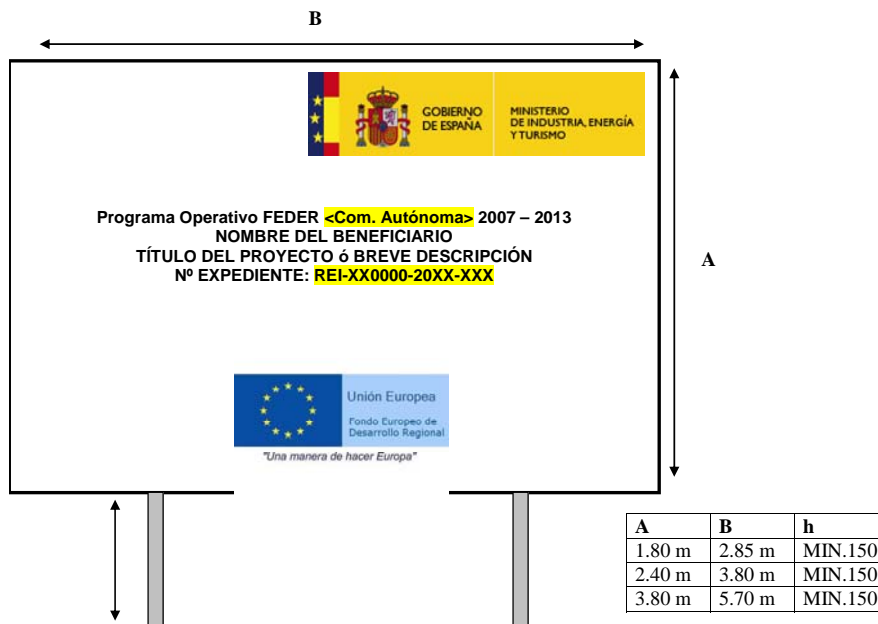 B
GOBIERNO
DE ESPAÑA
MINISTERIO
DE INDUSTRIA, ENERGÍA
Y TURISMO
Programa Operativo FEDER <Com. Autónoma> 2007 – 2013
NOMBRE DEL BENEFICIARIO
TÍTULO DEL PROYECTO ó BREVE DESCRIPCIÓN
Nº EXPEDIENTE: REI-XX0000-20XX-XXX
A
Unión Europea
Fondo Europeo de
Desarrollo Regional
"Una manera de hacer Europa"
A B h
1.80 m 2.85 m MIN.150
2.40 m 3.80 m MIN.150
3.80 m 5.70 m MIN.150